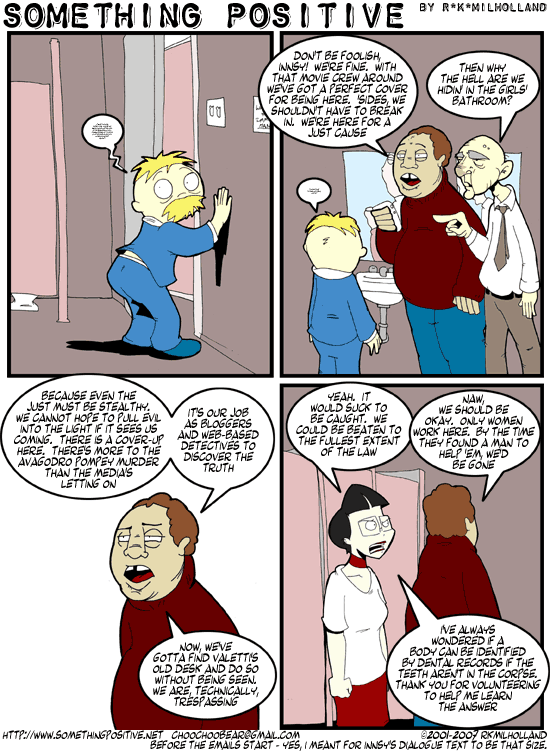 SOMETHING POSITIVE BY R*K*MILHOLLAND
DON'T BE FOOLISH,
INNSY! WE'RE FINE. WITH
THAT MOVIE CREW AROUND
WE'VE GOT A PERFECT COVER
FOR BEING HERE. 'SIDES, WE
SHOULDN'T HAVE TO BREAK
IN. WE'RE HERE FOR A
JUST CAUSE
THEN WHY
THE HELL ARE WE
HIDIN' IN THE GIRLS'
BATHROOM?
BECAUSE EVEN THE
JUST MUST BE STEALTHY.
WE CANNOT HOPE TO PULL EVIL
INTO THE LIGHT IF IT SEES US
COMING. THERE IS A COVER-UP
HERE. THERE'S MORE TO THE
AVAGODRO POMPEY MURDER
THAN THE MEDIA'S
LETTING ON
IT'S OUR JOB
AS BLOGGERS
AND WEB-BASED
DETECTIVES TO
DISCOVER THE
TRUTH
NOW, WE'VE
GOTTA FIND VALETTI'S
OLD DESK AND DO SO
WITHOUT BEING SEEN.
WE ARE, TECHNICALLY,
TRESPASSING
YEAH. IT
WOULD SUCK TO
BE CAUGHT. WE
COULD BE BEATEN TO
THE FULLEST EXTENT
OF THE LAW
NAW,
WE SHOULD BE
OKAY. ONLY WOMEN
WORK HERE. BY THE TIME
THEY FOUND A MAN TO
HELP 'EM, WE'D
BE GONE
I'VE ALWAYS
WONDERED IF A
BODY CAN BE IDENTIFIED
BY DENTAL RECORDS IF THE
TEETH AREN'T IN THE CORPSE.
THANK YOU FOR VOLUNTEERING
TO HELP ME LEARN
THE ANSWER
HTTP://WWW.SOMETHINGPOSITIVE.NET CHOOCHOOBEAR@GMAIL.COM ©2001-2007 RKMILHOLLAND
BEFORE THE EMAILS START - YES, I MEANT FOR INNSY'S DIALOGUE TEXT TO BE THAT SIZE.